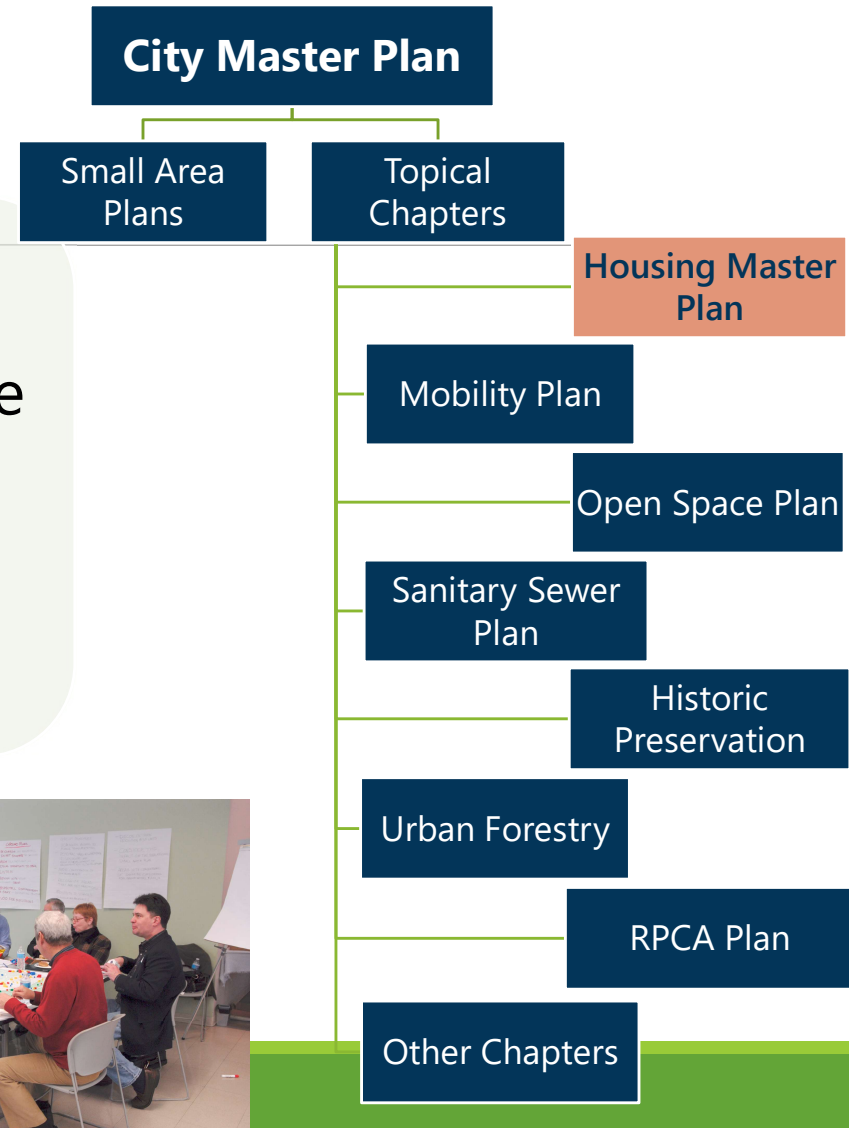 City Master Plan
Small Area
Plans
Topical
Chapters
Housing Master
Plan
e
Mobility Plan
Open Space Plan
Sanitary Sewer
Plan
Historic
Preservation
Urban Forestry
RPCA Plan
Other Chapters